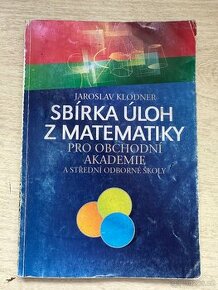 JAROSLAV KLODNER
SBÍRKA ÚLOH
Z MATEMATIKY
PRO OBCHODNÍ
AKADEMIE
A STŘEDNÍ ODBORNÉ ŠKOLY